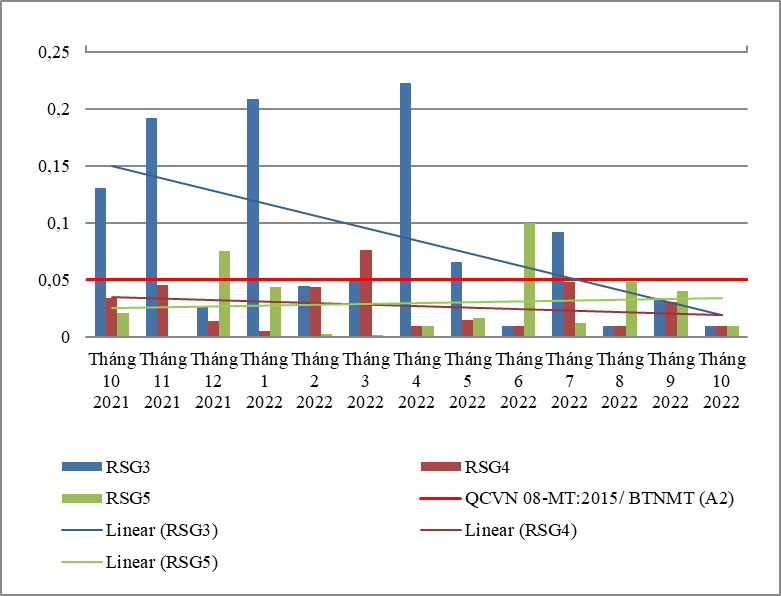 0,25
0,2
0,15
0,1
0,05
0
Tháng Tháng Tháng Tháng Tháng Tháng Tháng Tháng Tháng Tháng Tháng Tháng Tháng
10 11 12 1 2 3 4 5 6 7 8 9 10
2021 2021 2021 2022 2022 2022 2022 2022 2022 2022 2022 2022 2022
RSG3 RSG4
RSG5 QCVN 08-MT:2015/ BTNMT (A2)
Linear (RSG3) Linear (RSG4)
Linear (RSG5)